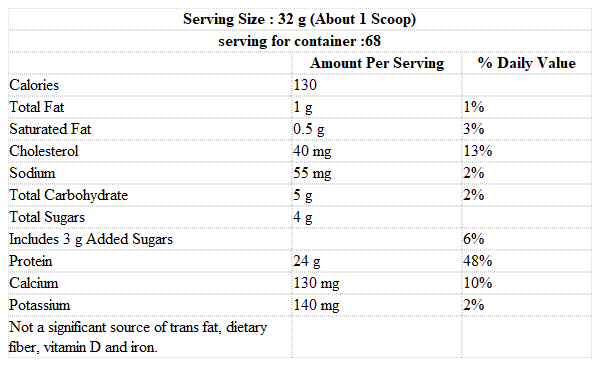 Serving Size : 32 g (About 1 Scoop)
serving for container :68
Amount Per Serving % Daily Value
Calories 130
Total Fat 1 g 1%
Saturated Fat 0.5 g 3%
Cholesterol 40 mg 13%
Sodium 55 mg 2%
Total Carbohydrate 5 g 2%
Total Sugars 4 g
Includes 3 g Added Sugars 6%
Protein 24 g 48%
Calcium 130 mg 10%
Potassium 140 mg 2%
Not a significant source of trans fat, dietary
fiber, vitamin D and iron.